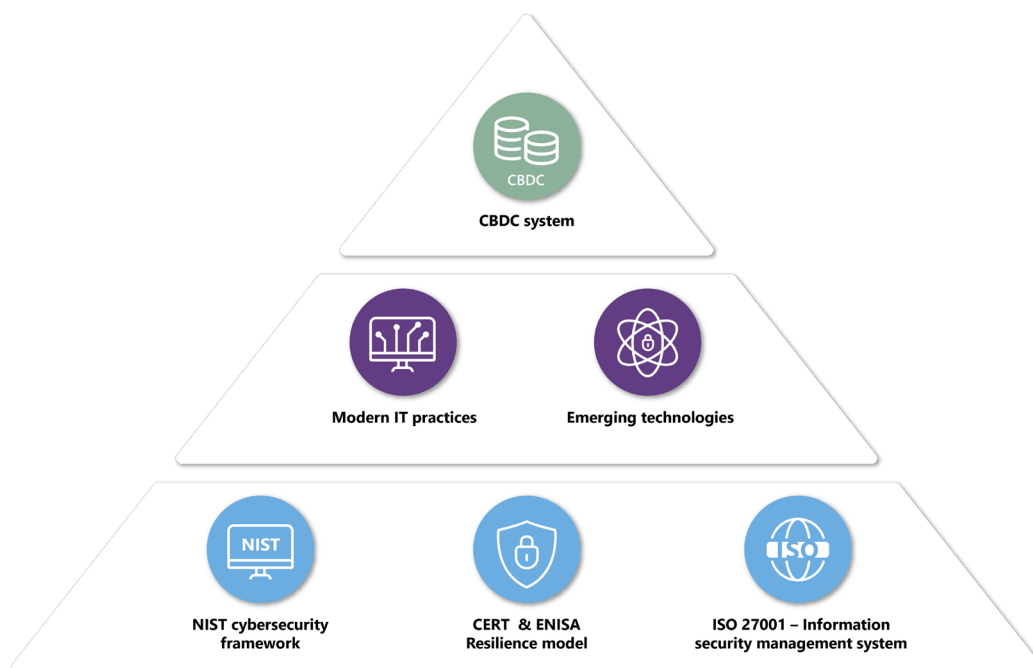 CBDC
CBDC system
Modern IT practices
Emerging technologies
NIST
ISO
NIST cybersecurity
framework
CERT & ENISA
Resilience model
ISO 27001 – Information
security management system